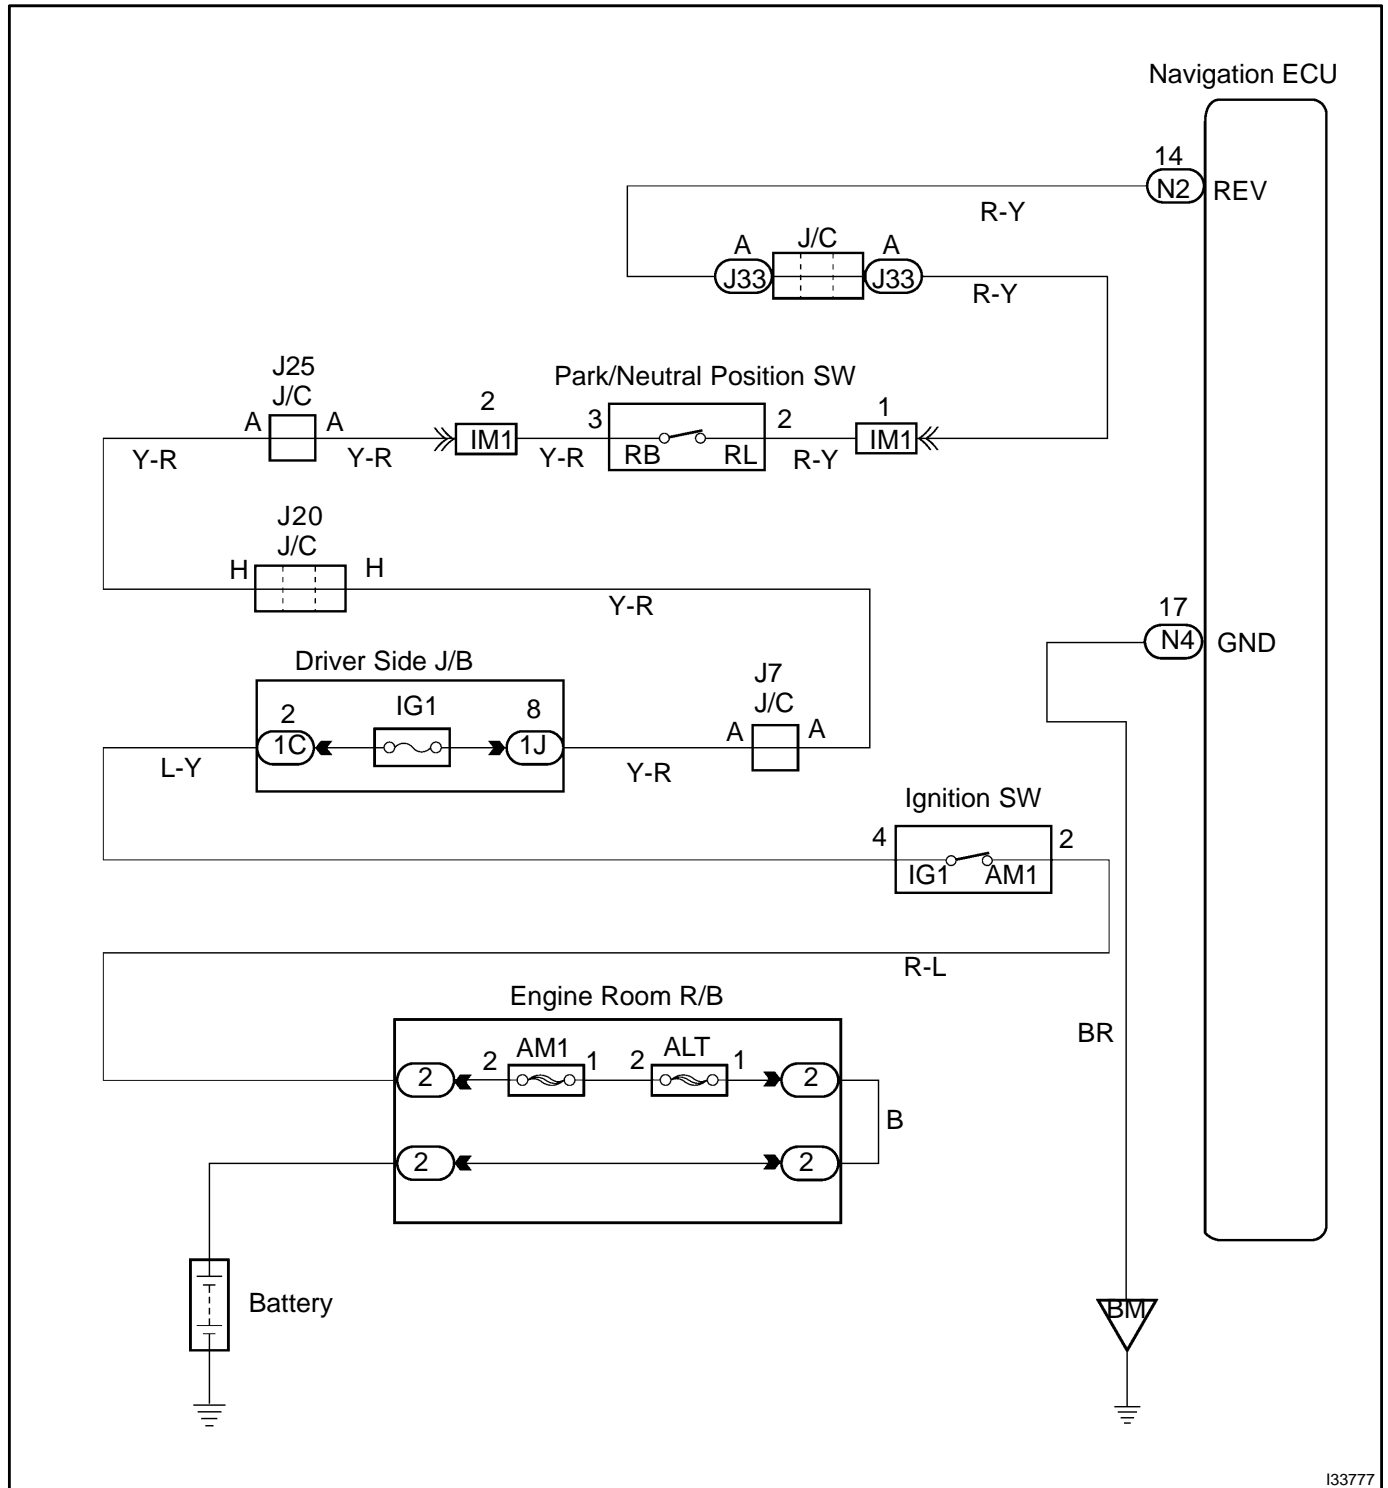 Navigation ECU
14
N2 REV
R-Y
A J/C A
J33 J33
R-Y
J25
J/C
A A
Y-R Y-R
2
IM1
Y-R
Park/Neutral Position SW
3 2
RB RL
R-Y
1
IM1
J20
J/C
H H
Y-R
17
N4 GND
Driver Side J/B
2 IG1 8
1C 1J
L-Y
Y-R
J7
J/C
A A
Ignition SW
4 2
IG1 AM1
R-L
Engine Room R/B
2 2 AM1 1 2 ALT 1 2
B
2 2
BR
Battery
BM
I33777